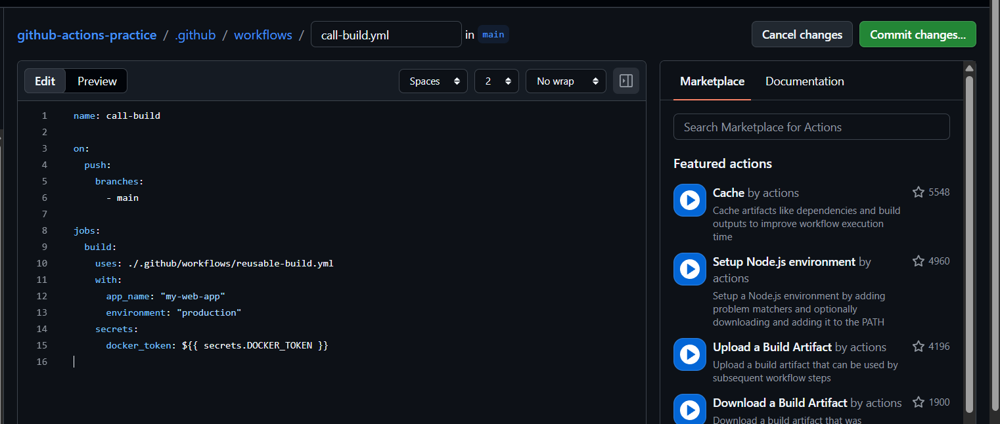 github-actions-practice / .github / workflows / call-build.yml in main
Cancel changes
Commit changes...
Edit
Preview
Spaces
2
No wrap
1 name: call-build
2
3 on:
4   push:
5     branches:
6       - main
7
8 jobs:
9   build:
10     uses: ./.github/workflows/reusable-build.yml
11     with:
12       app_name: "my-web-app"
13       environment: "production"
14     secrets:
15       docker_token: ${{ secrets.DOCKER_TOKEN }}
16
Marketplace
Documentation
Search Marketplace for Actions
Featured actions
Cache by actions
5548
Cache artifacts like dependencies and build
outputs to improve workflow execution
time
Setup Node.js environment by
actions
4960
Setup a Node.js environment by adding
problem matchers and optionally
downloading and adding it to the PATH
Upload a Build Artifact by actions
4196
Upload a build artifact that can be used by
subsequent workflow steps
Download a Build Artifact by actions
1900
Download a build artifact that was